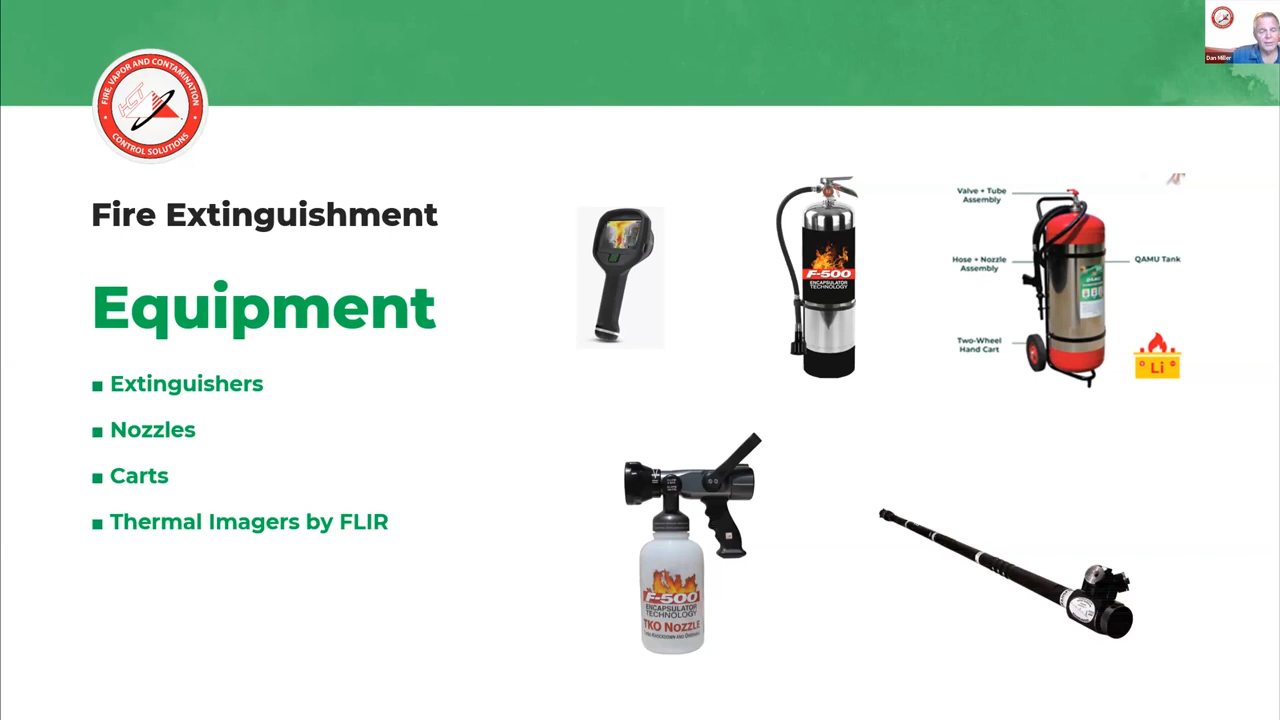 Dan Miller
FIRE, VAPOR AND CONTAMINATION
HCT
CONTROL SOLUTIONS
Fire Extinguishment
Equipment
■ Extinguishers
■ Nozzles
■ Carts
■ Thermal Imagers by FLIR
F-500
ENCAPSULATOR
TECHNOLOGY
Valve + Tube
Assembly
Hose + Nozzle
Assembly
QAMU Tank
Two-Wheel
Hand Cart
Li
F-500
ENCAPSULATOR
TECHNOLOGY
TKO NOZZLE